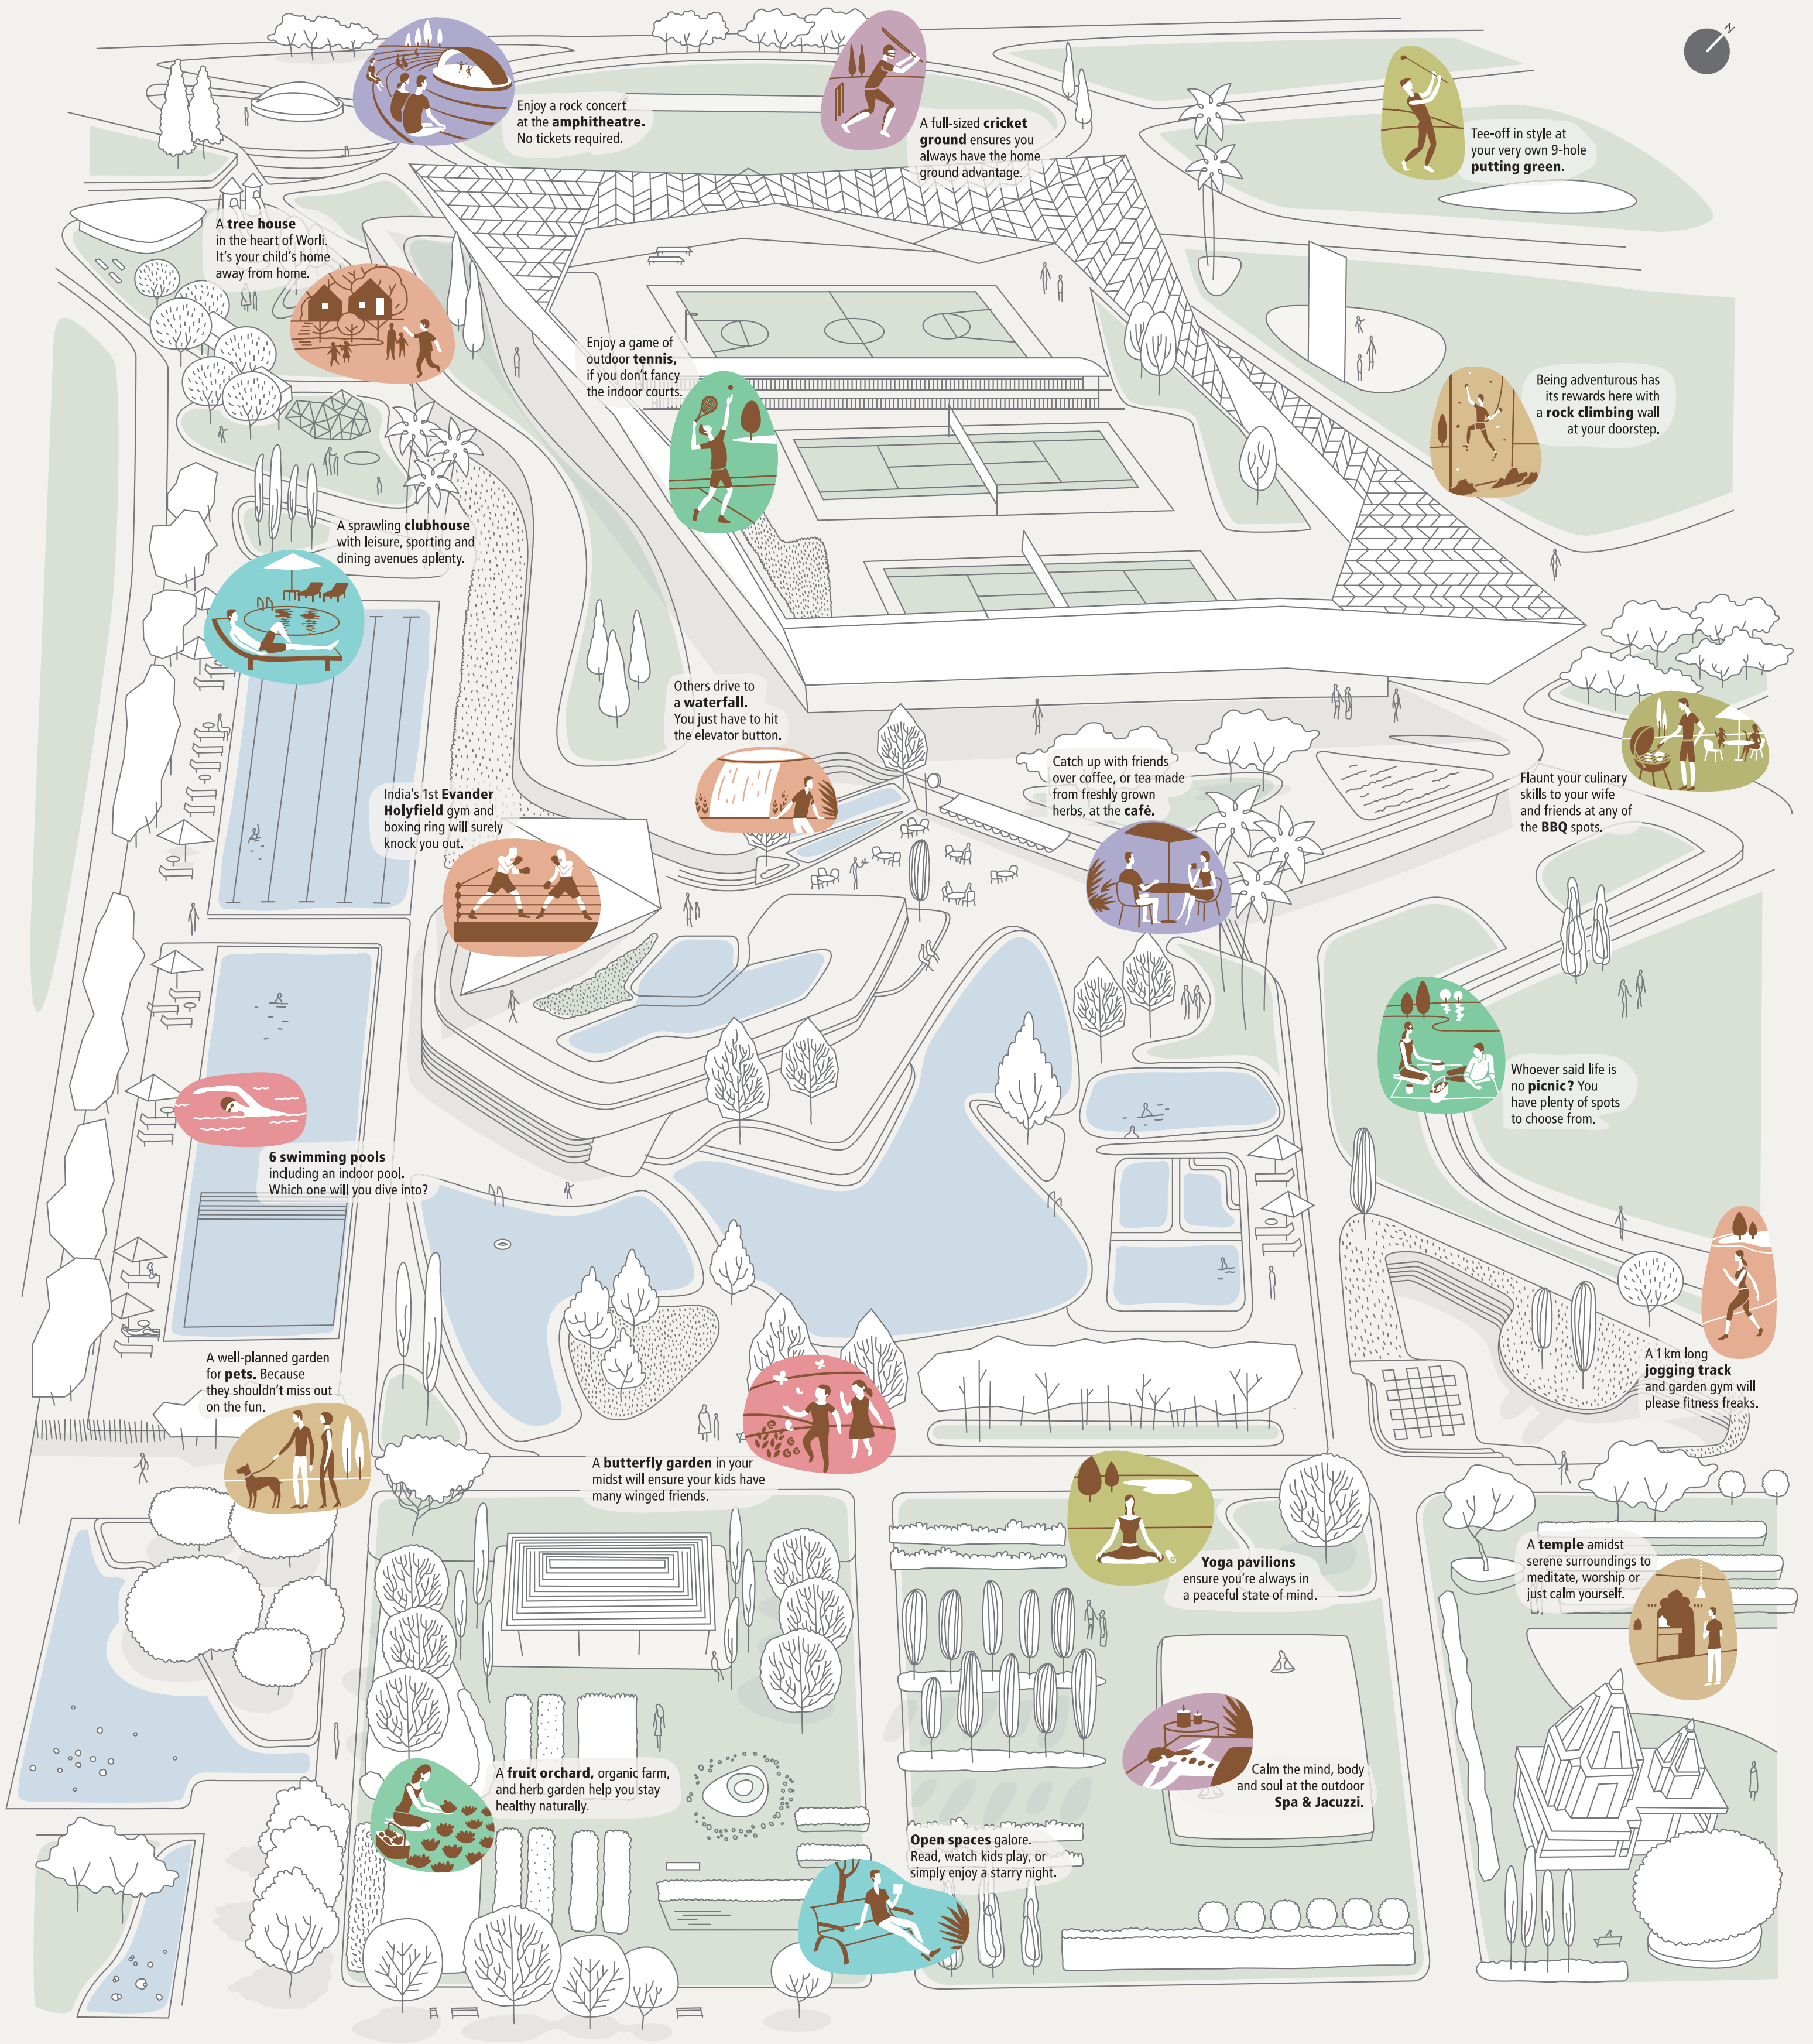 N
Enjoy a rock concert
at the amphitheatre.
No tickets required.
A full-sized cricket
ground ensures you
always have the home
ground advantage.
Tee-off in style at
your very own 9-hole
putting green.
A tree house
in the heart of Worli.
It's your child's home
away from home.
Enjoy a game of
outdoor tennis,
if you don't fancy
the indoor courts.
Being adventurous has
its rewards here with
a rock climbing wall
at your doorstep.
A sprawling clubhouse
with leisure, sporting and
dining avenues aplenty.
Others drive to
a waterfall.
You just have to hit
the elevator button.
Catch up with friends
over coffee, or tea made
from freshly grown
herbs, at the café.
Flaunt your culinary
skills to your wife
and friends at any of
the BBQ spots.
India's 1st Evander
Holyfield gym and
boxing ring will surely
knock you out.
Whoever said life is
no picnic? You
have plenty of spots
to choose from.
6 swimming pools
including an indoor pool.
Which one will you dive into?
A well-planned garden
for pets. Because
they shouldn't miss out
on the fun.
A 1 km long
jogging track
and garden gym will
please fitness freaks.
A butterfly garden in your
midst will ensure your kids have
many winged friends.
Yoga pavilions
ensure you're always in
a peaceful state of mind.
A temple amidst
serene surroundings to
meditate, worship or
just calm yourself.
A fruit orchard, organic farm,
and herb garden help you stay
healthy naturally.
Calm the mind, body
and soul at the outdoor
Spa & Jacuzzi.
Open spaces galore.
Read, watch kids play, or
simply enjoy a starry night.